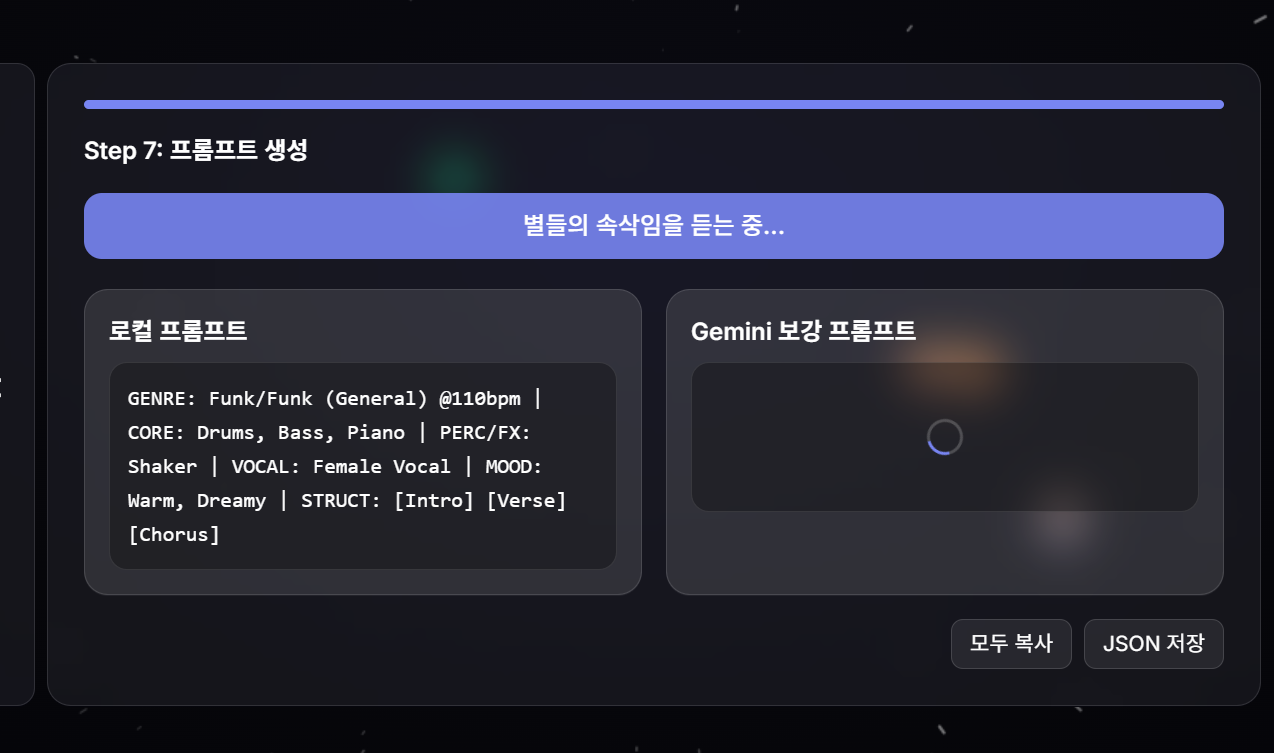 Step 7: 프롬프트 생성
별들의 속삭임을 듣는 중...
로컬 프롬프트
GENRE: Funk/Funk (General) @110bpm |
CORE: Drums, Bass, Piano | PERC/FX:
Shaker | VOCAL: Female Vocal | MOOD:
Warm, Dreamy | STRUCT: [Intro] [Verse]
[Chorus]
Gemini 보강 프롬프트
모두 복사
JSON 저장